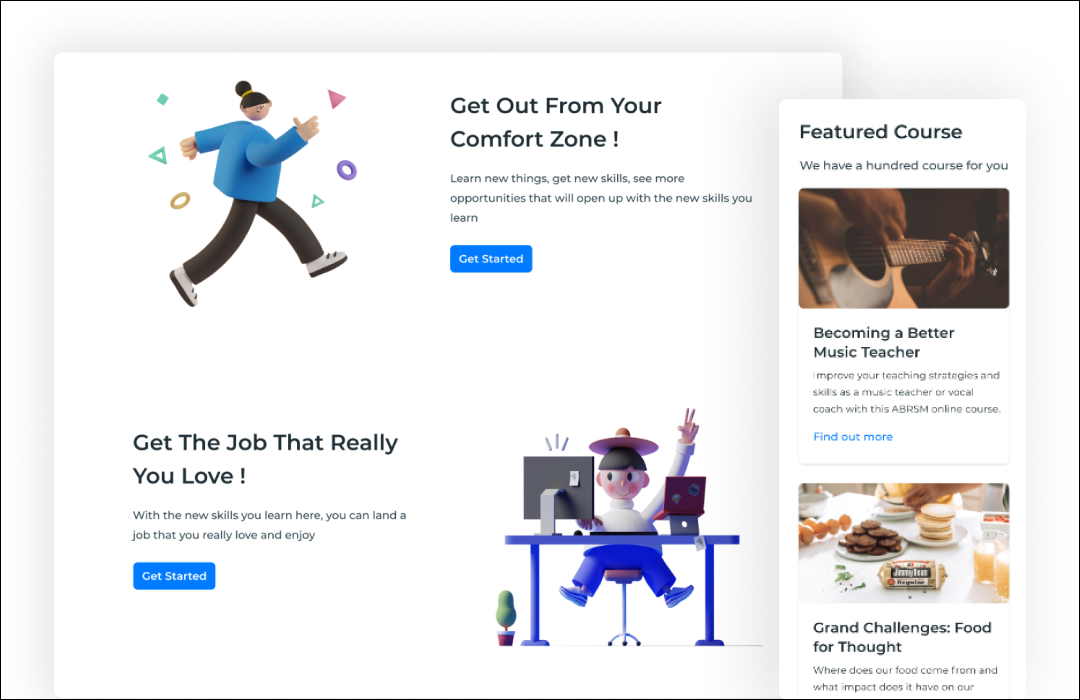 Get Out From Your
Comfort Zone !
Learn new things, get new skills, see more
opportunities that will open up with the new skills you
learn
Get Started
Get The Job That Really
You Love !
With the new skills you learn here, you can land a
job that you really love and enjoy
Get Started
Featured Course
We have a hundred course for you
Becoming a Better
Music Teacher
Improve your teaching strategies and
skills as a music teacher or vocal
coach with this ABRSM online course.
Find out more
Jimmy Dean
Regular
Grand Challenges: Food
for Thought
Where does our food come from and
what impact does it have on our